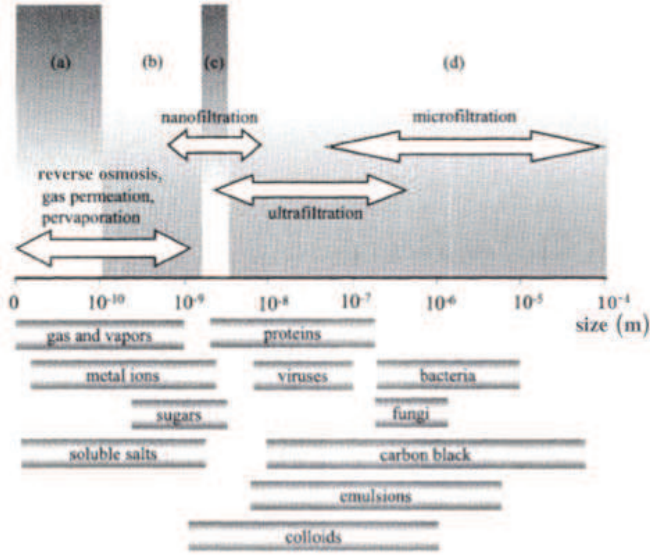 (a) (b) (c) (d)
nanofiltration microfiltration
reverse osmosis,
gas permeation,
pervaporation
ultrafiltration
0 10⁻¹⁰ 10⁻⁹ 10⁻⁸ 10⁻⁷ 10⁻⁶ 10⁻⁵ 10⁻⁴
size (m)
gas and vapors proteins
metal ions viruses bacteria
sugars fungi
soluble salts carbon black
emulsions
colloids